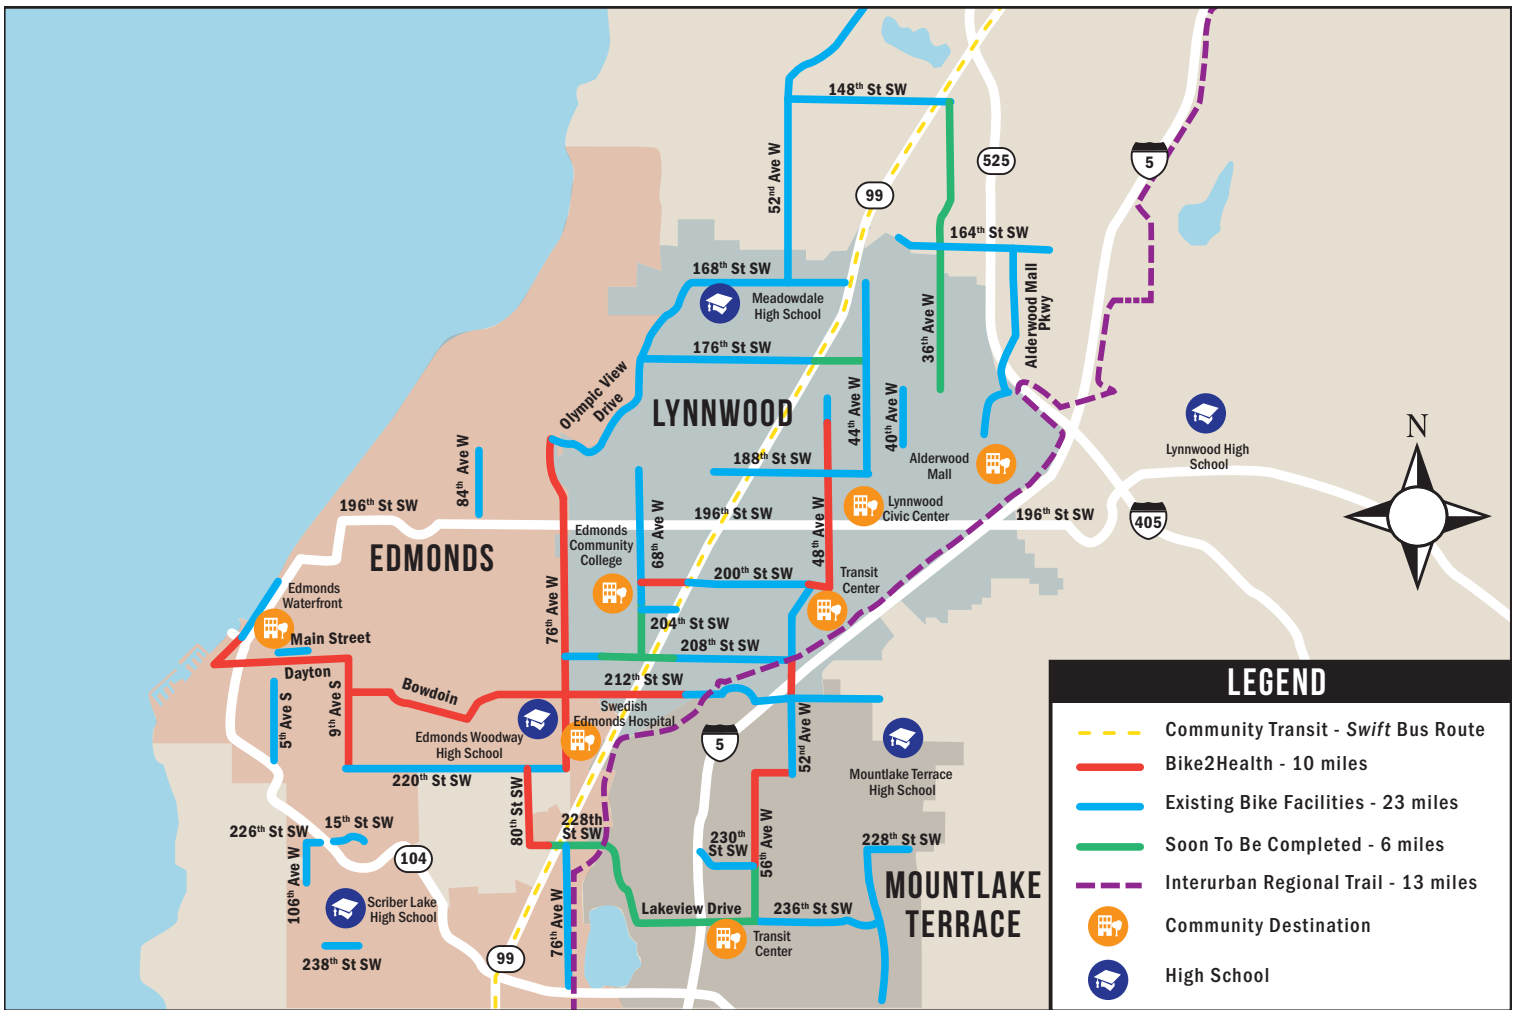 148th St SW
52nd Ave W
525
5
99
164th St SW
168th St SW
Meadowdale
High School
Alderwood Mall
Pkwy
36th Ave W
176th St SW
Olympic View
Drive
LYNNWOOD
44th Ave W
40th Ave W
Lynnwood High
School
N
84th Ave W
188th St SW
Alderwood
Mall
196th St SW
196th St SW
Lynnwood
Civic Center
196th St SW
405
EDMONDS
Edmonds
Community
College
68th Ave W
48th Ave W
200th St SW
Transit
Center
Edmonds
Waterfront
76th Ave W
204th St SW
Main Street
208th St SW
Dayton
212th St SW
Bowdoin
5th Ave S
9th Ave S
Swedish
Edmonds Hospital
Edmonds Woodway
High School
5
52nd Ave W
Mountlake Terrace
High School
220th St SW
80th St SW
228th
St SW
226th St SW
15th St SW
104
230th
St SW
56th Ave W
228th St SW
106th Ave W
Scriber Lake
High School
MOUNTLAKE
TERRACE
Lakeview Drive
236th St SW
76th Ave W
Transit
Center
238th St SW
99
LEGEND
Community Transit - Swift Bus Route
Bike2Health - 10 miles
Existing Bike Facilities - 23 miles
Soon To Be Completed - 6 miles
Interurban Regional Trail - 13 miles
Community Destination
High School